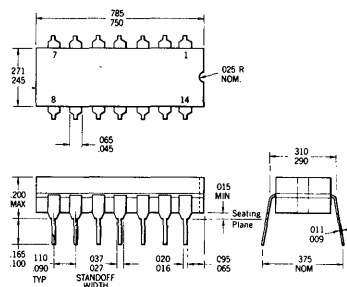 785
750
7
1
271
245
025 R
NOM.
8
14
065
.045
310
290
.200
MAX
015
MIN
Seating
Plane
.165
.100
110
.090
TYP
037
027
STANDOFF
WIDTH
020
016
095
065
011
009
375
NOM